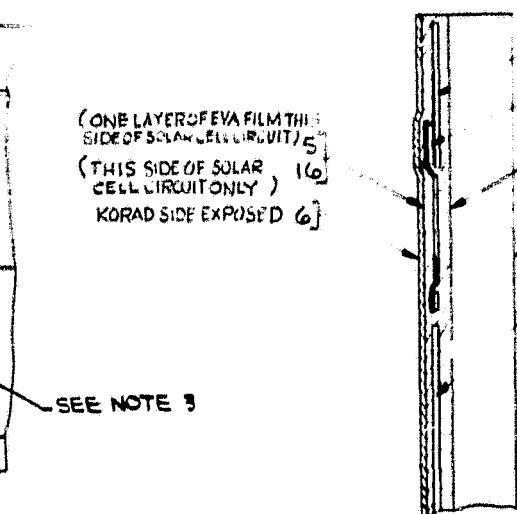 (ONE LAYER OF EVA FILM THIS
SIDE OF SOLAR CELL CIRCUIT) 5]
(THIS SIDE OF SOLAR 16]
CELL CIRCUIT ONLY )
KORAD SIDE EXPOSED 6]
SEE NOTE 3